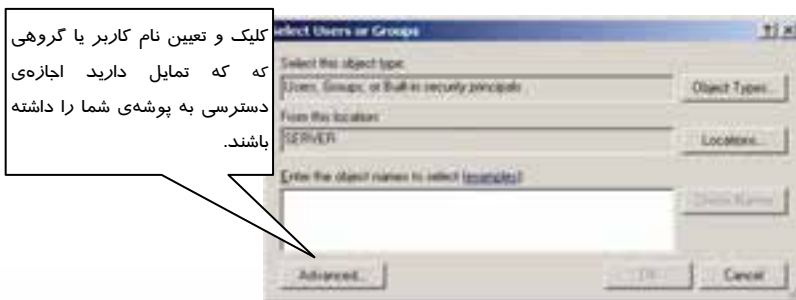 کلیک و تعیین نام کاربر یا گروهی
که که تمایل دارید اجازه‌ی
دسترسی به پوشه‌ی شما را داشته
باشند.
Select Users or Groups
Select this object type:
Users, Groups, or Built-in security principals
Object Types...
From this location:
SERVER
Locations...
Enter the object names to select (examples):
Check Names
Advanced...
OK
Cancel